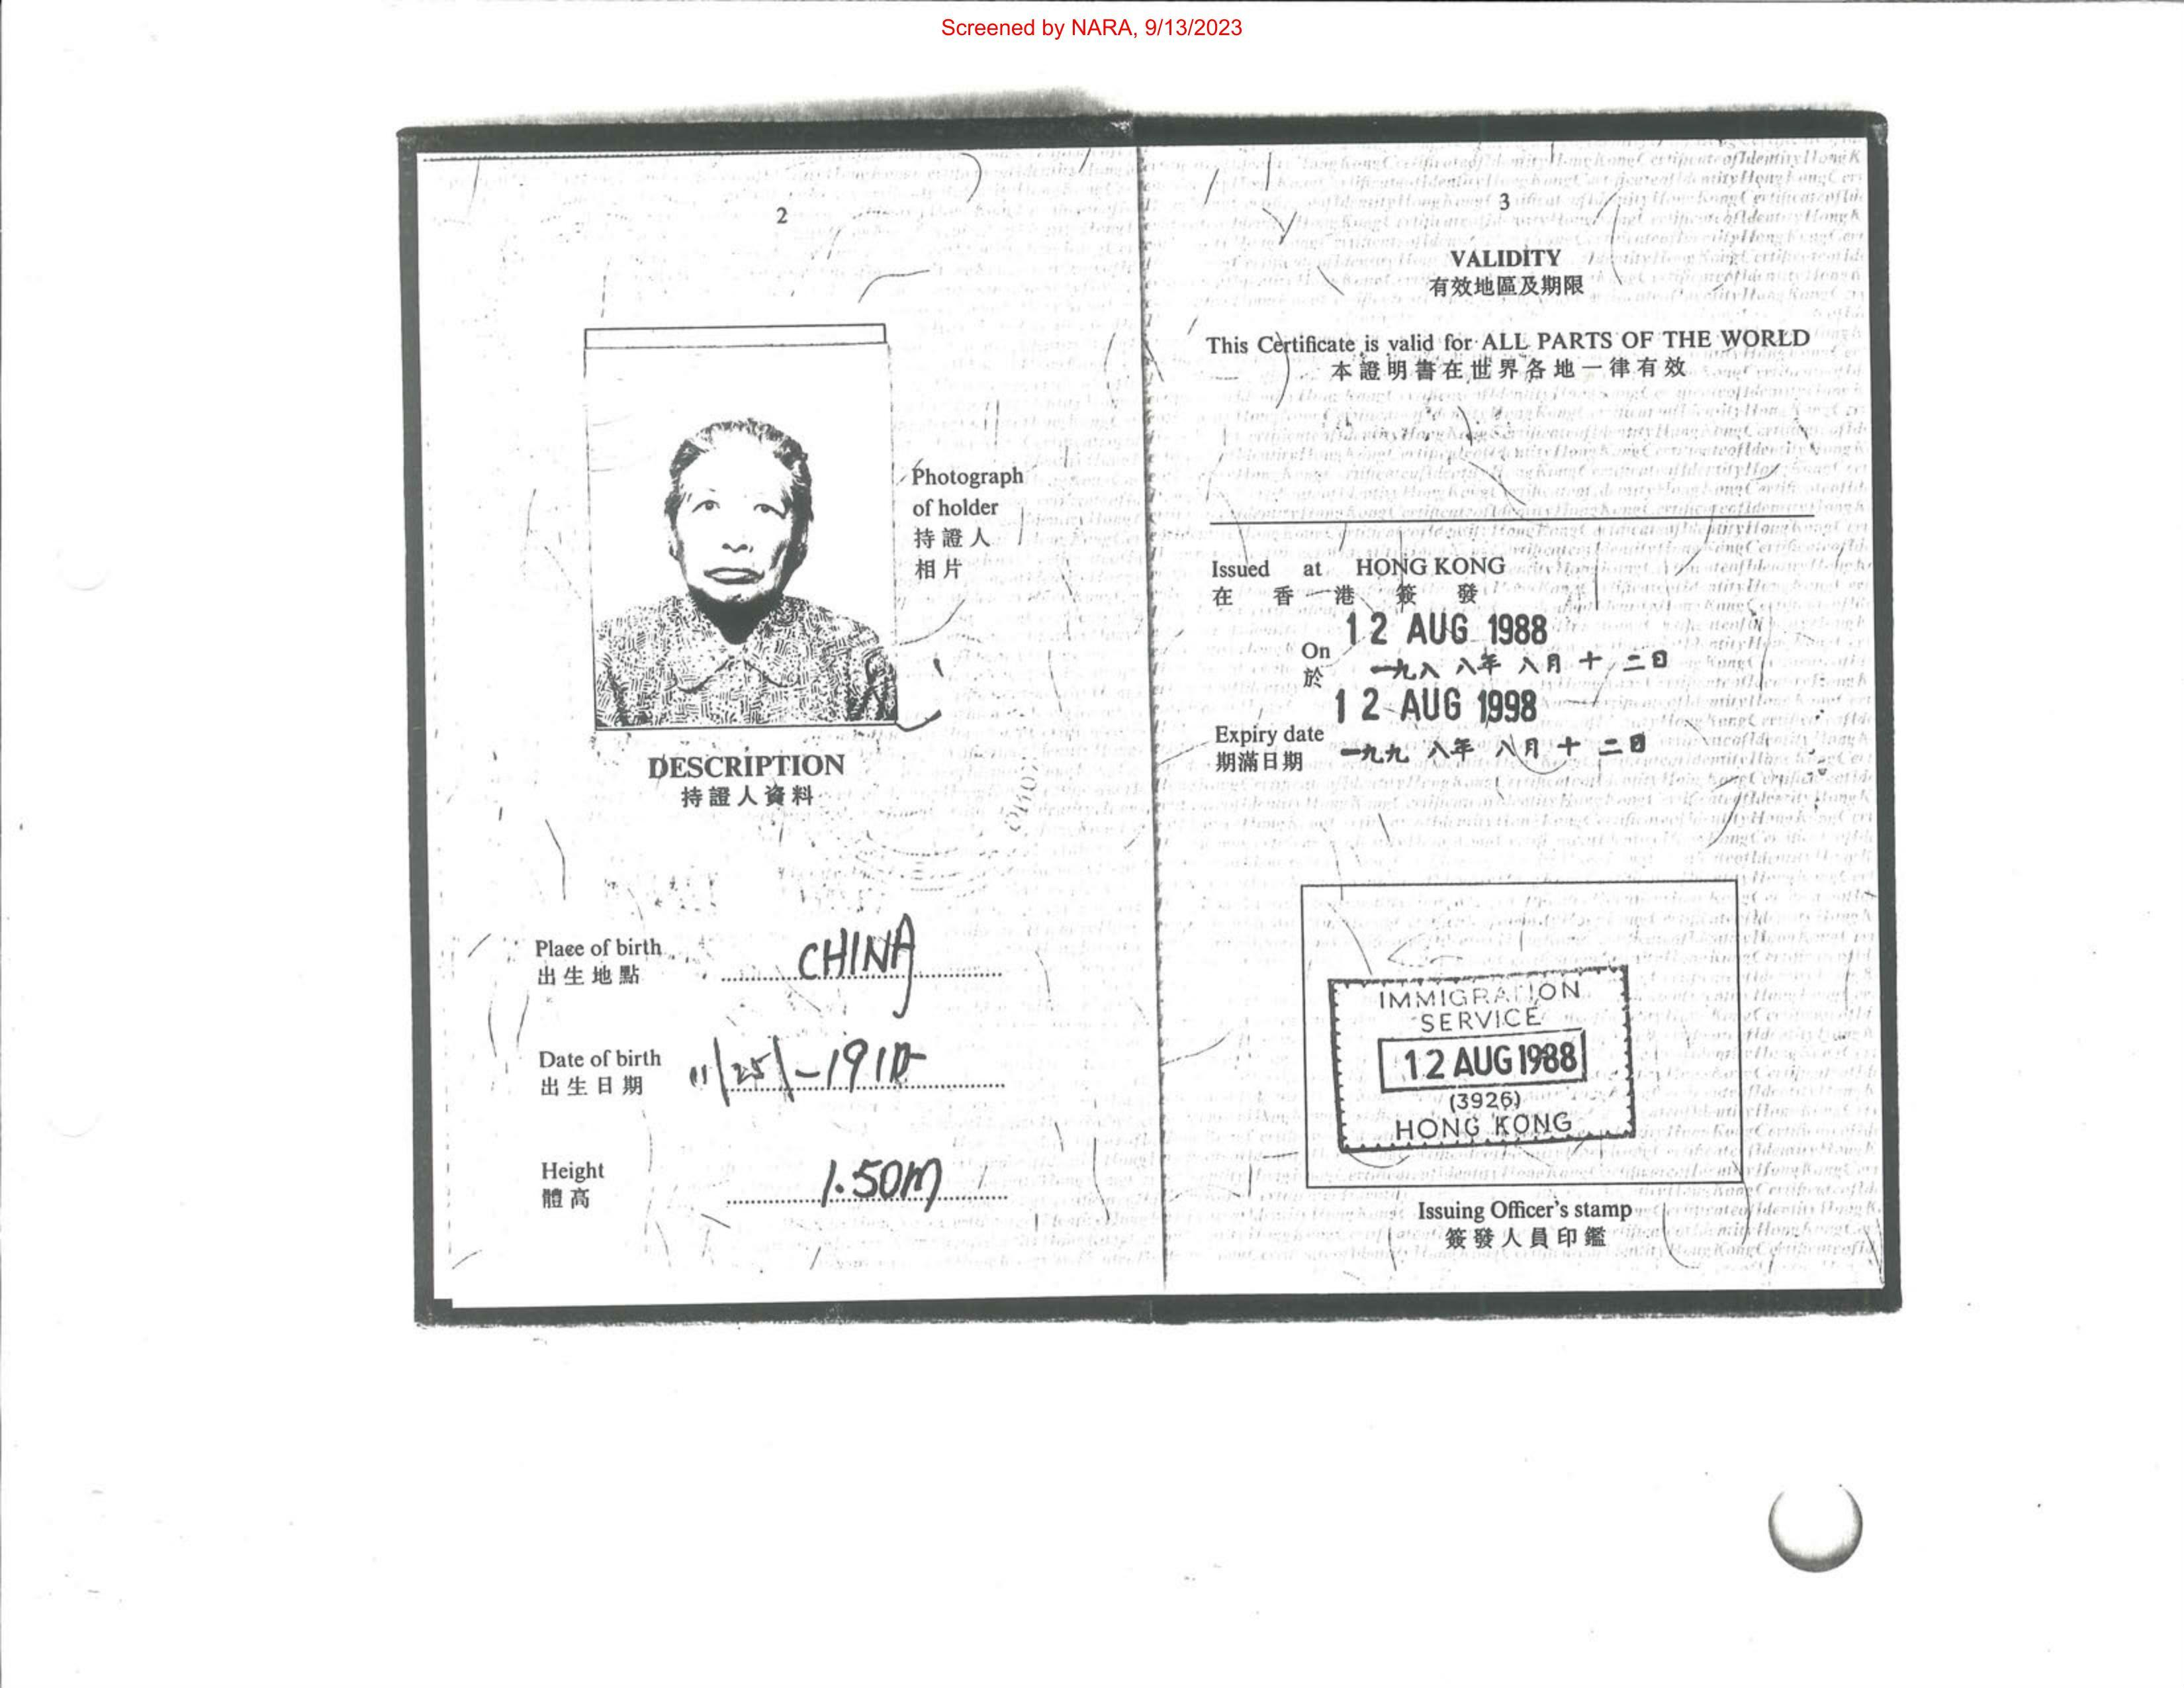 Screened by NARA, 9/13/2023
2
Photograph
of holder
持證人
相片
DESCRIPTION
持證人資料
Place of birth CHINA
出生地點
Date of birth
出生日期
Height 1.50m
體高
3
VALIDITY
有效地區及期限
This Certificate is valid for ALL PARTS OF THE WORLD
本證明書在世界各地一律有效
Issued at HONG KONG
在香港簽發
12 AUG 1988
On
於 一九八八年八月十二日
12 AUG 1998
Expiry date
期滿日期 一九九八年八月十二日
IMMIGRATION
SERVICE
12 AUG 1988
(3926)
HONG KONG
Issuing Officer's stamp
簽發人員印鑑